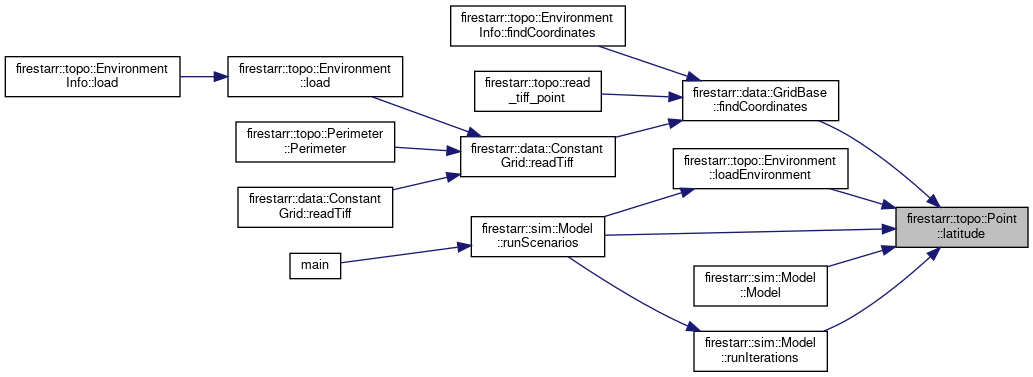 firestarr::topo::Environment
Info::findCoordinates
firestarr::topo::Environment
Info::load
firestarr::topo::Environment
::load
firestarr::topo::read
_tiff_point
firestarr::data::GridBase
::findCoordinates
firestarr::topo::Perimeter
::Perimeter
firestarr::data::Constant
Grid::readTiff
firestarr::topo::Environment
::loadEnvironment
firestarr::data::Constant
Grid::readTiff
firestarr::topo::Point
::latitude
firestarr::sim::Model
::runScenarios
main
firestarr::sim::Model
::Model
firestarr::sim::Model
::runIterations